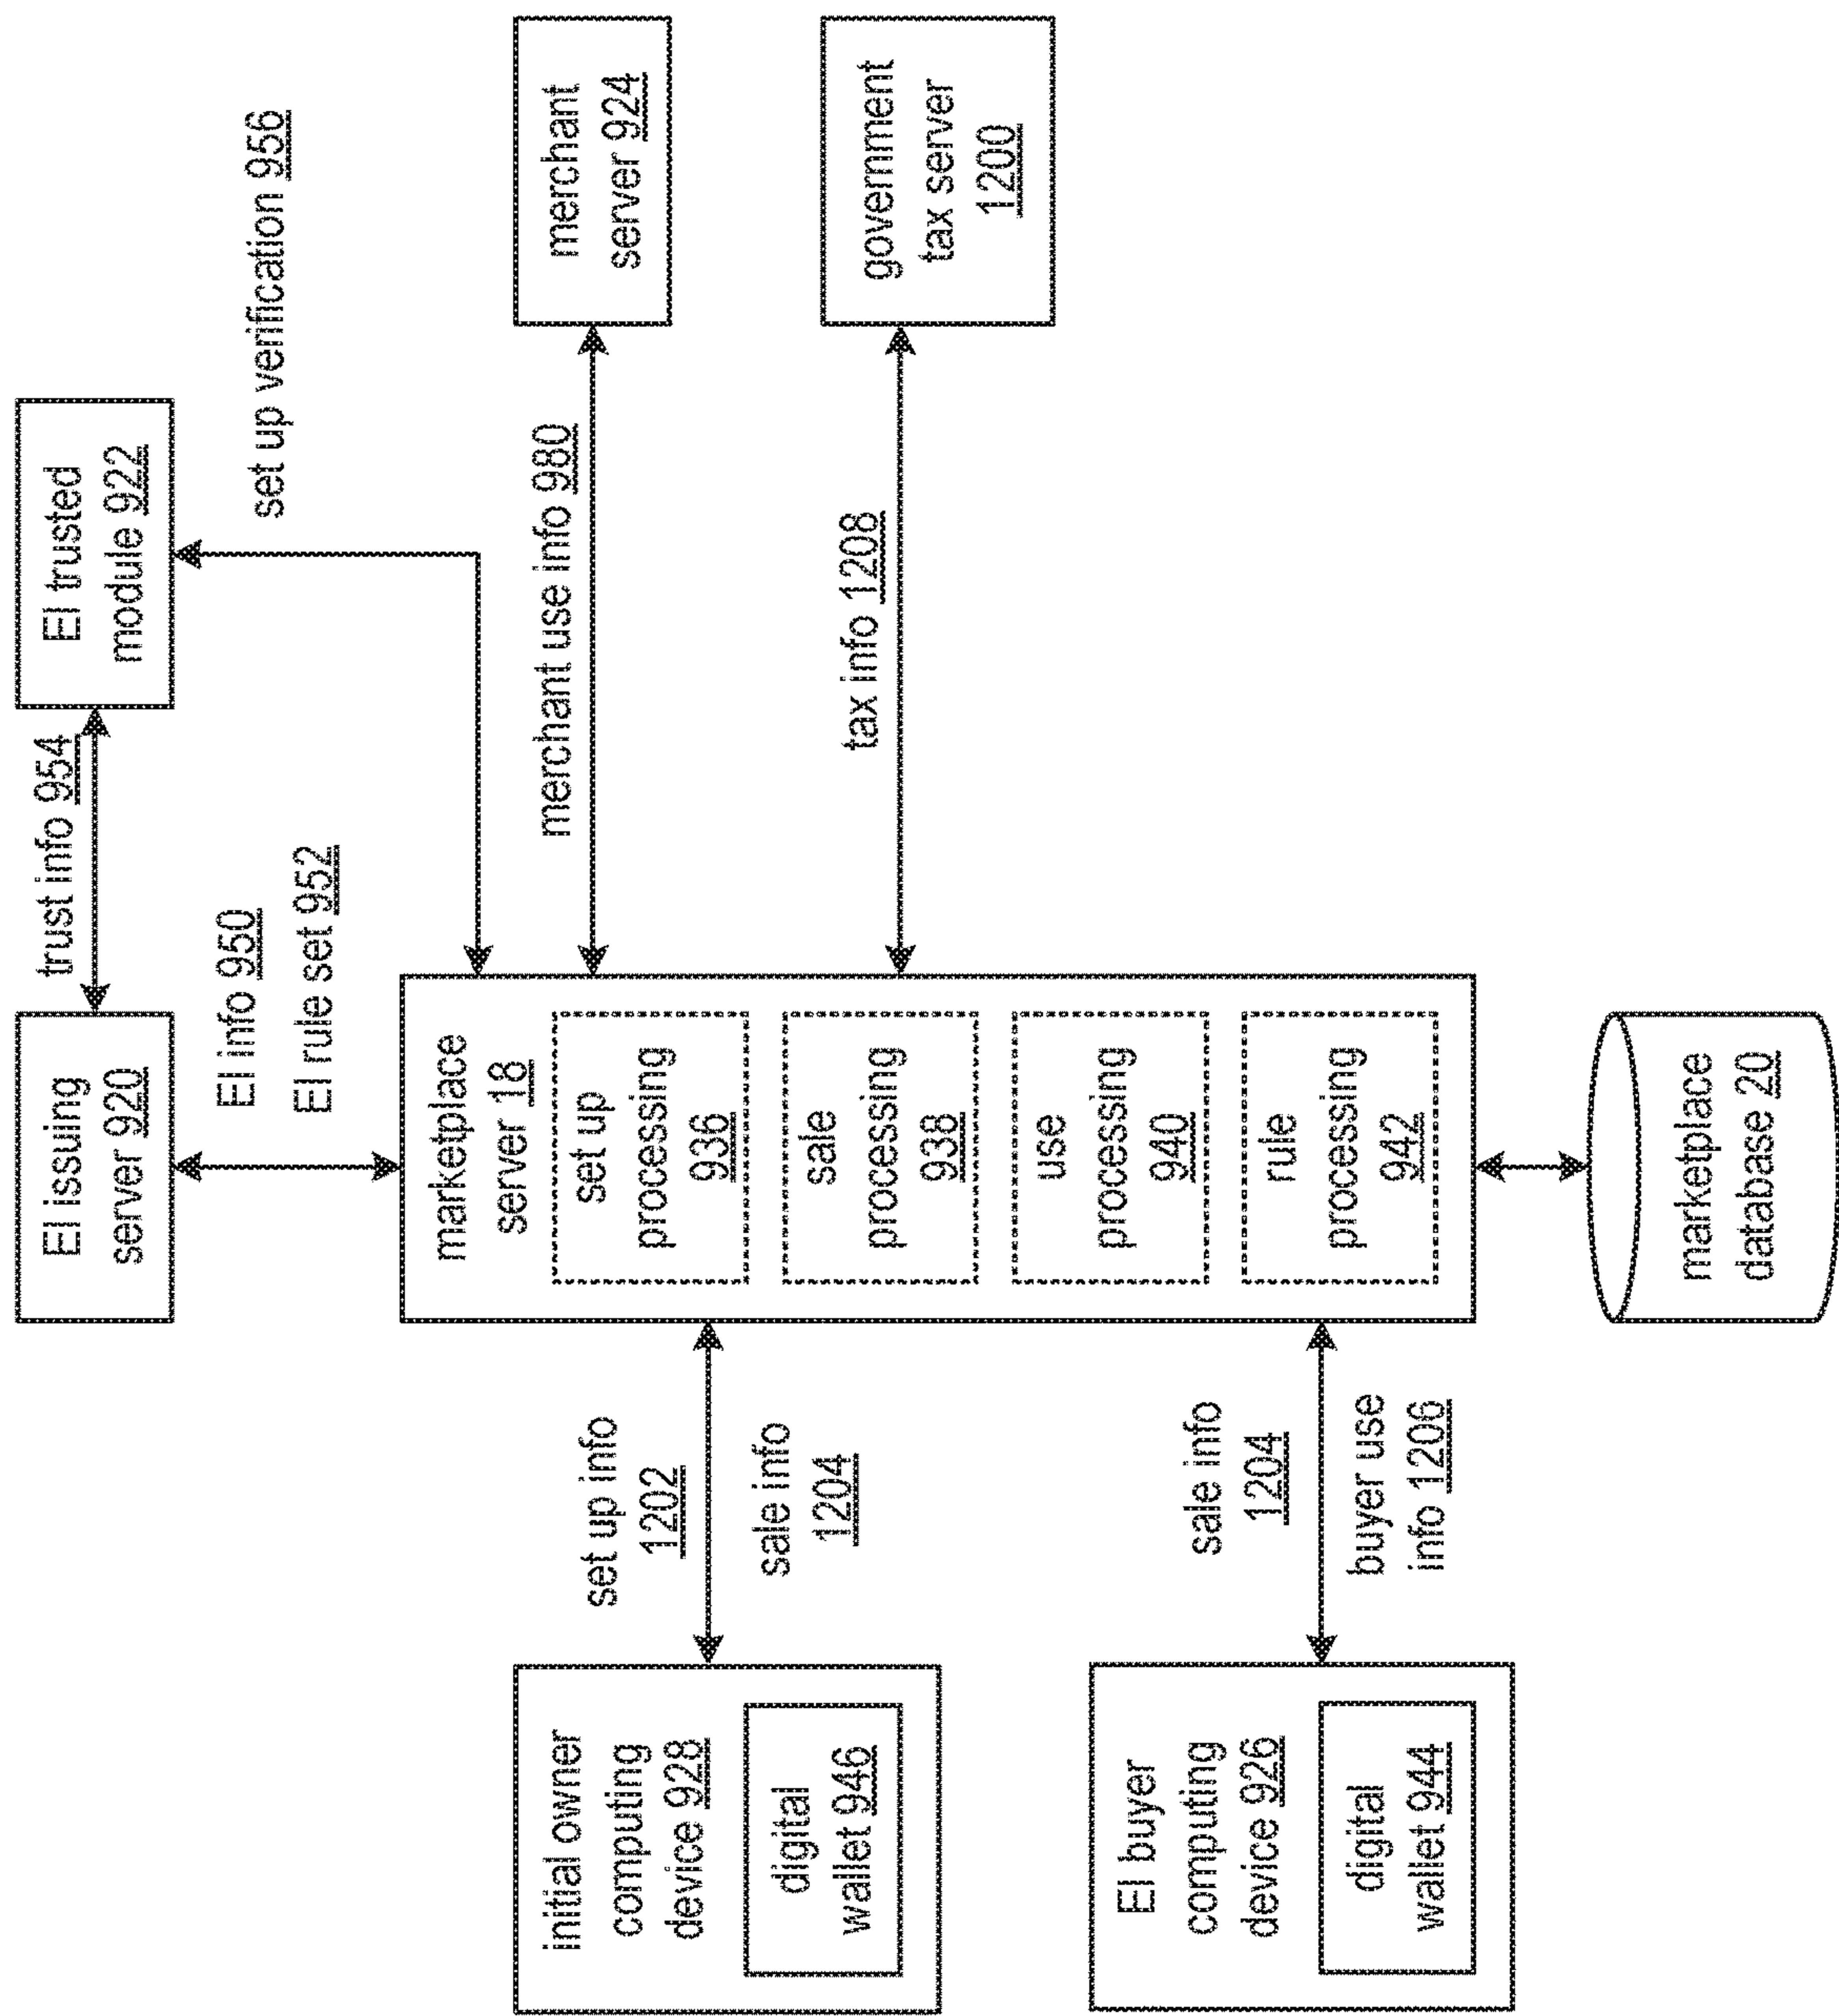 EI issuing
server 920
trust info 954
EI trusted
module 922
EI info 950
EI rule set 952
set up verification 956
initial owner
computing
device 928
digital
wallet 946
set up info
1202
sale info
1204
marketplace
server 18
set up
processing
936
sale
processing
938
use
processing
940
rule
processing
942
merchant use info 980
merchant
server 924
tax info 1208
government
tax server
1200
EI buyer
computing
device 926
digital
wallet 944
sale info
1204
buyer use
info 1206
marketplace
database 20